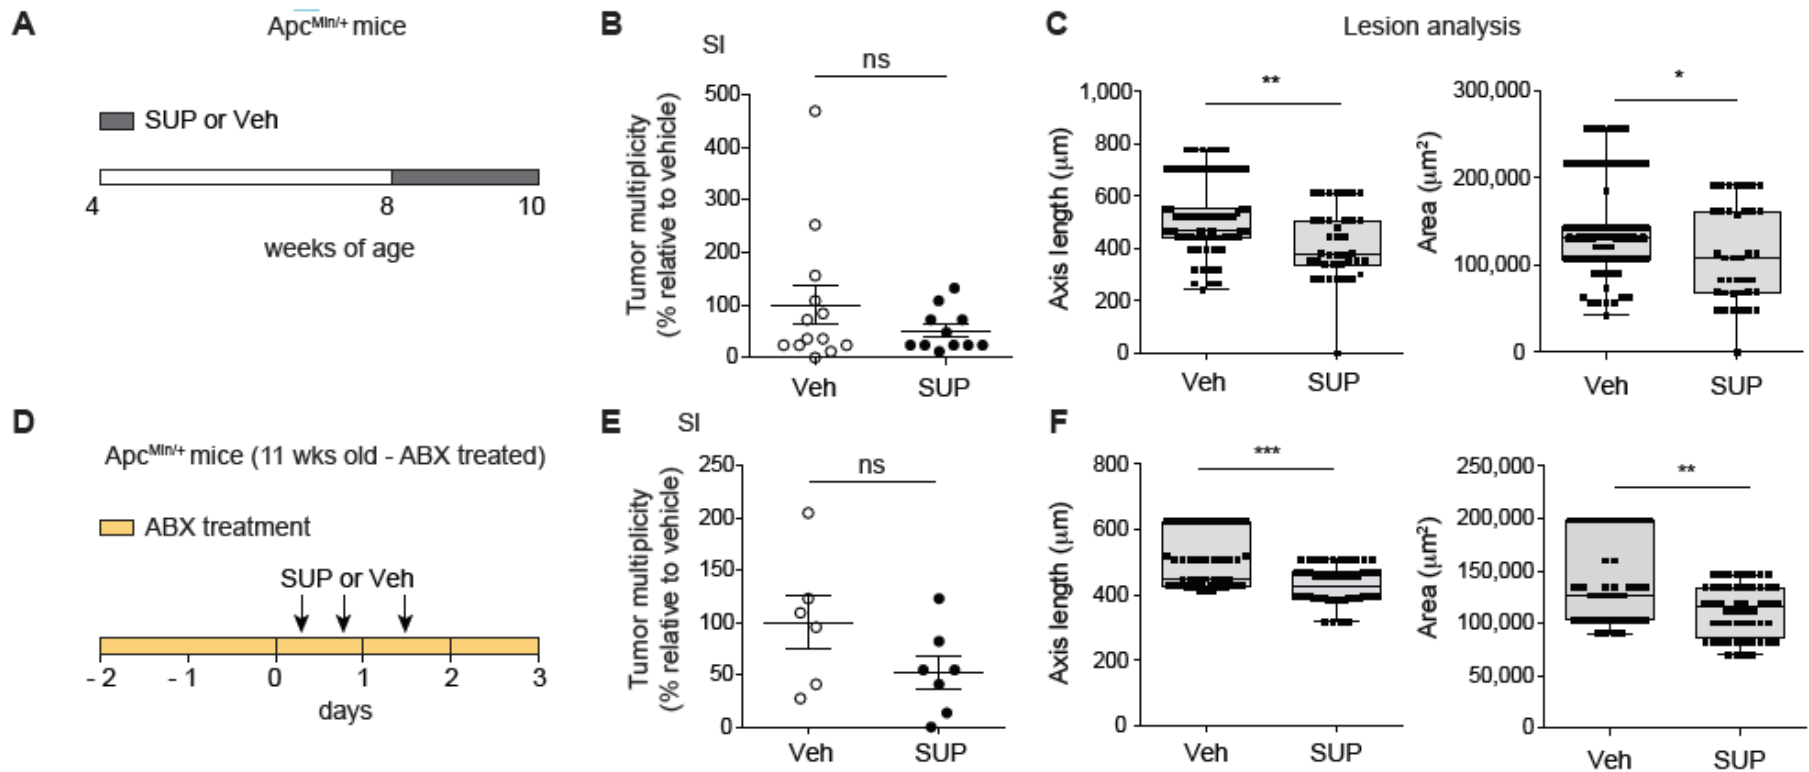 A
Apc^Min/+ mice
SUP or Veh
4 8 10
weeks of age
B
SI
ns
Tumor multiplicity
(% relative to vehicle)
500
400
300
200
100
0
Veh SUP
C
Lesion analysis
**
Axis length (µm)
1,000
800
600
400
200
0
Veh SUP
*
Area (µm²)
300,000
200,000
100,000
0
Veh SUP
D
Apc^Min/+ mice (11 wks old - ABX treated)
ABX treatment
SUP or Veh
-2 -1 0 1 2 3
days
E
SI
ns
Tumor multiplicity
(% relative to vehicle)
250
200
150
100
50
0
Veh SUP
F
***
Axis length (µm)
800
600
400
200
0
Veh SUP
**
Area (µm²)
250,000
200,000
150,000
100,000
50,000
0
Veh SUP